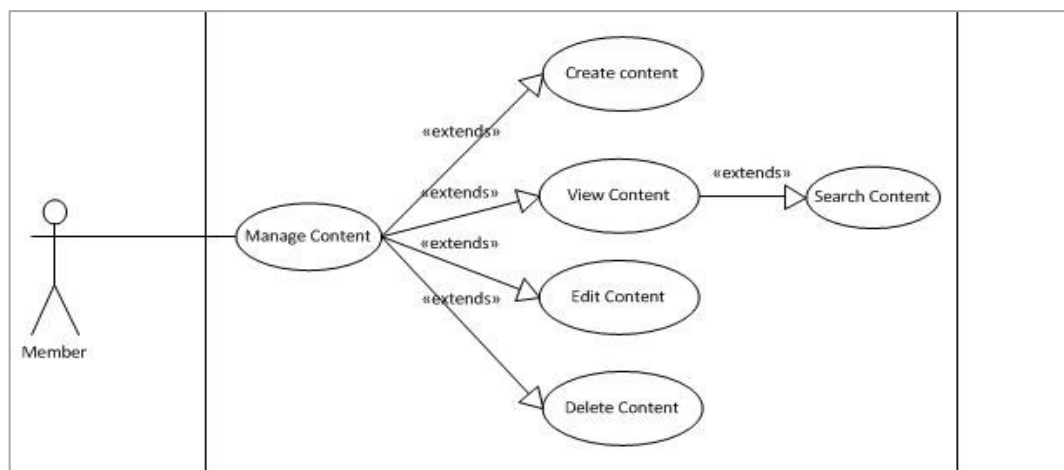 Create content
«extends»
«extends»
View Content
«extends»
Search Content
Manage Content
«extends»
Edit Content
«extends»
Member
Delete Content